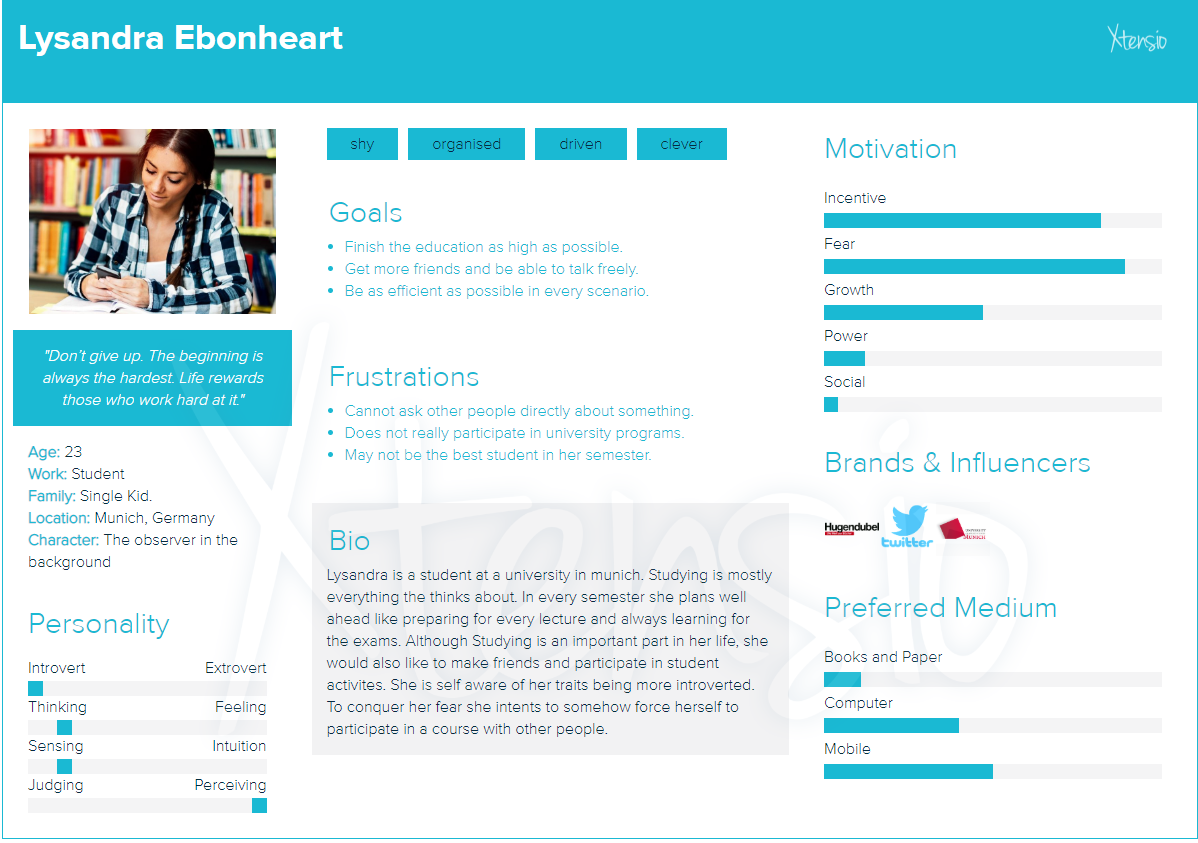 Lysandra Ebonheart
Xtensio
"Don't give up. The beginning is
always the hardest. Life rewards
those who work hard at it."
Age: 23
Work: Student
Family: Single Kid.
Location: Munich, Germany
Character: The observer in the
background
Personality
Introvert Extrovert
Thinking Feeling
Sensing Intuition
Judging Perceiving
shy organised driven clever
Goals
• Finish the education as high as possible.
• Get more friends and be able to talk freely.
• Be as efficient as possible in every scenario.
Frustrations
• Cannot ask other people directly about something.
• Does not really participate in university programs.
• May not be the best student in her semester.
Bio
Lysandra is a student at a university in munich. Studying is mostly
everything the thinks about. In every semester she plans well
ahead like preparing for every lecture and always learning for
the exams. Although Studying is an important part in her life, she
would also like to make friends and participate in student
activites. She is self aware of her traits being more introverted.
To conquer her fear she intents to somehow force herself to
participate in a course with other people.
Motivation
Incentive
Fear
Growth
Power
Social
Brands & Influencers
Hugendubel
twitter
MUNICH
Preferred Medium
Books and Paper
Computer
Mobile
Xtensio